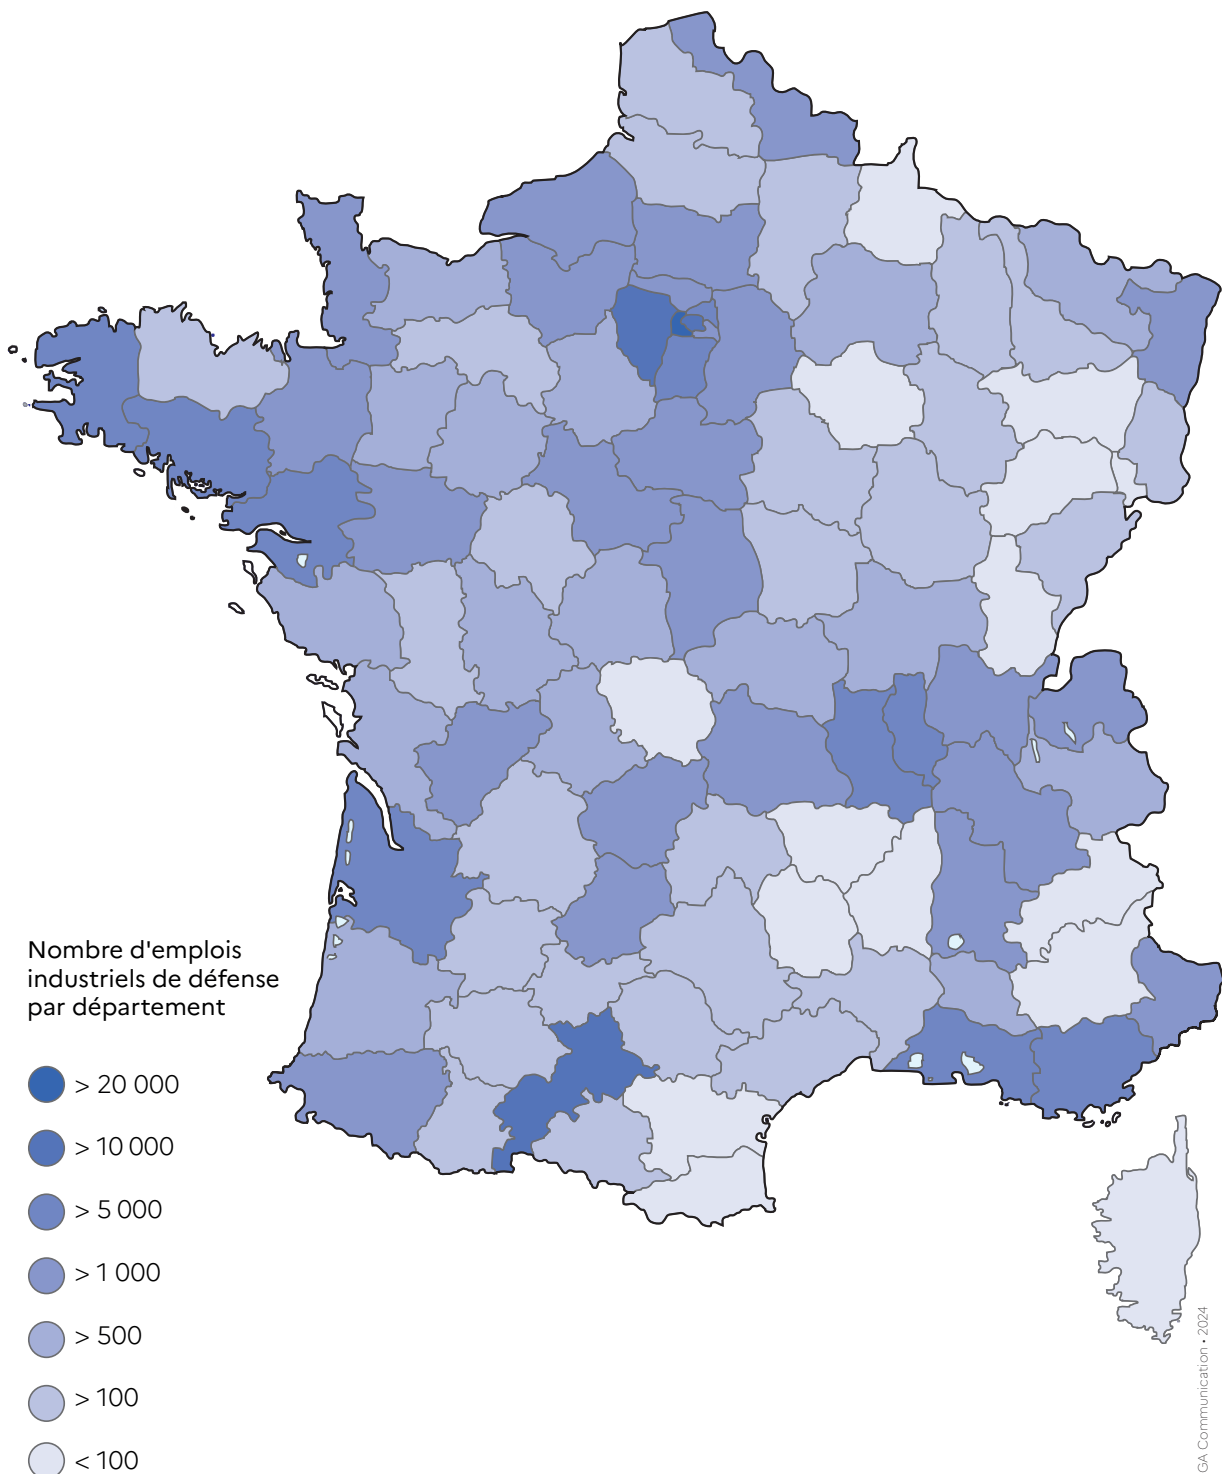 Nombre d'emplois
industriels de défense
par département
> 20 000
> 10 000
> 5 000
> 1 000
> 500
> 100
< 100
GA Communication • 2024